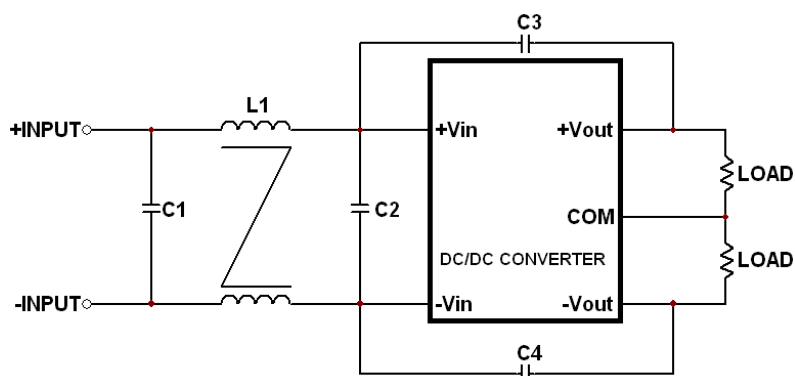 C3
L1
+INPUT
+Vin
+Vout
LOAD
C1
C2
COM
DC/DC CONVERTER
LOAD
-INPUT
-Vin
-Vout
C4